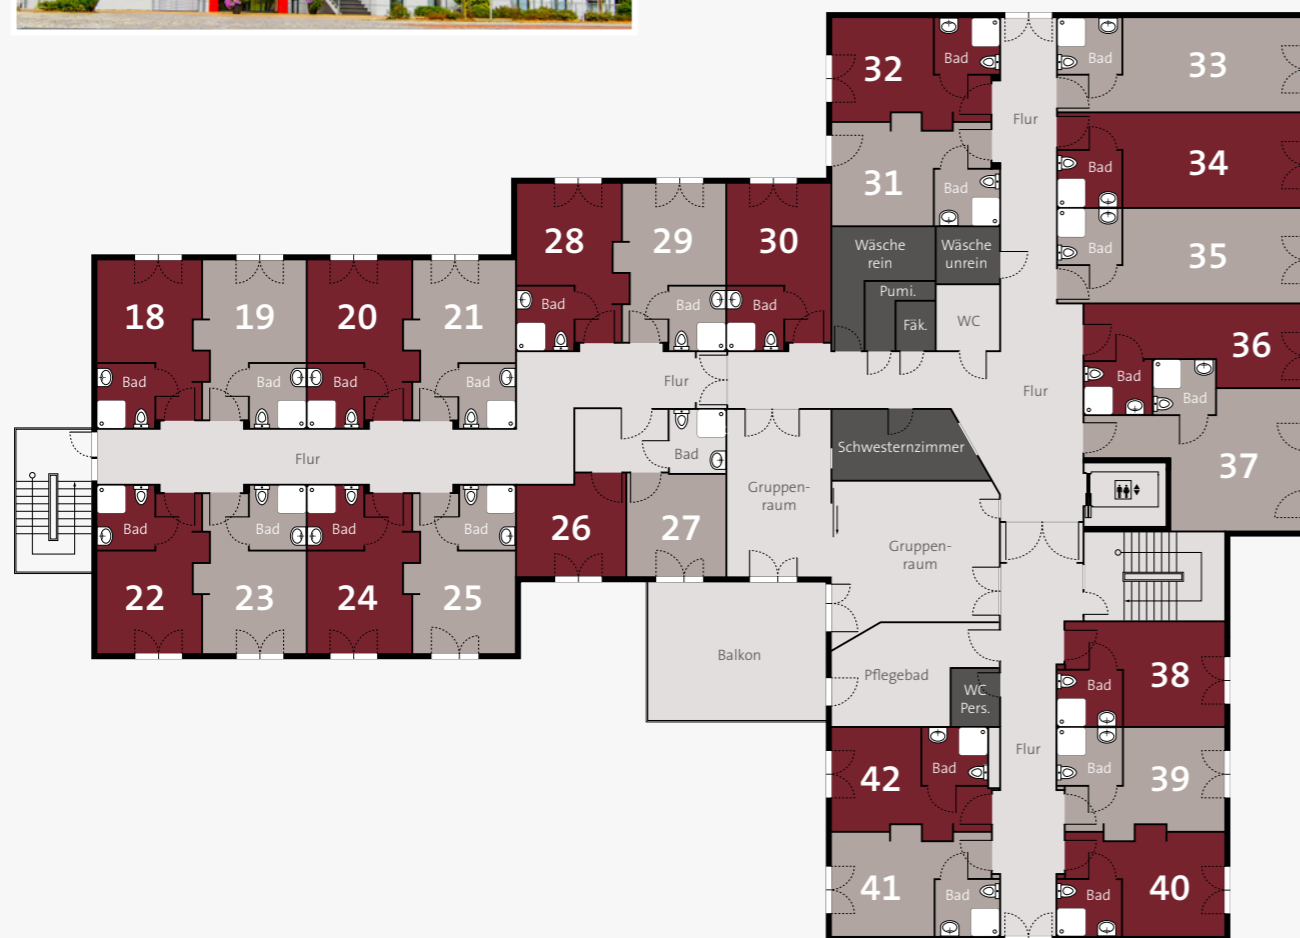 32
Bad
Bad
33
Flur
31
Bad
Bad
34
28
29
30
Wäsche
rein
Wäsche
unrein
Bad
35
Pumi.
Fäk.
WC
18
19
20
21
Bad
Bad
Bad
36
Bad
Bad
Bad
Bad
Bad
Flur
Flur
Bad
Bad
37
Flur
Bad
Schwesternzimmer
Gruppen-
raum
26
27
Gruppen-
raum
Bad
Bad
Bad
Bad
22
23
24
25
Balkon
Pflegebad
WC
Pers.
Bad
38
Flur
42
Bad
Bad
39
41
Bad
Bad
40